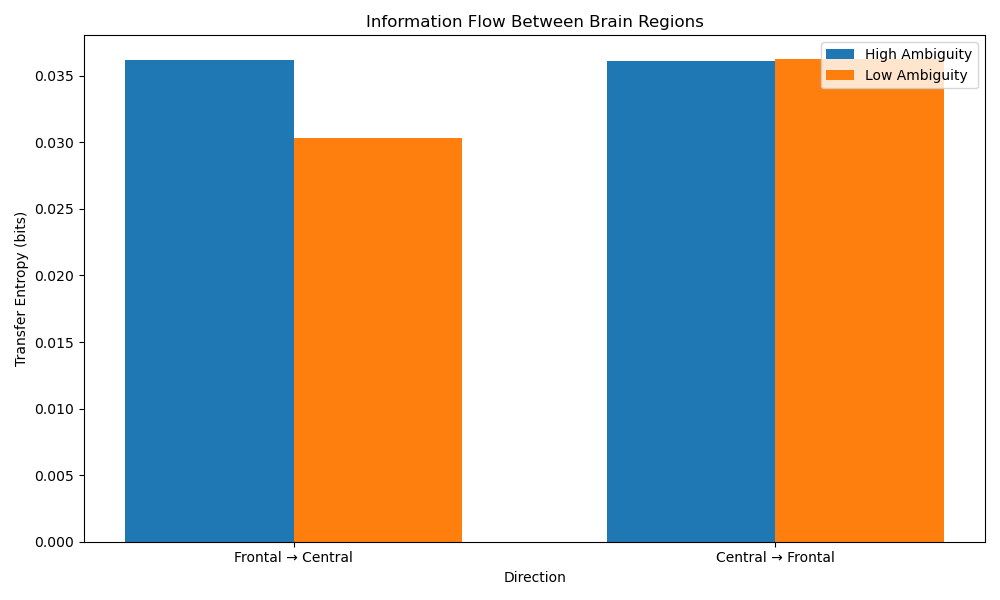 Information Flow Between Brain Regions
High Ambiguity
Low Ambiguity
Transfer Entropy (bits)
0.035
0.030
0.025
0.020
0.015
0.010
0.005
0.000
Frontal → Central
Central → Frontal
Direction